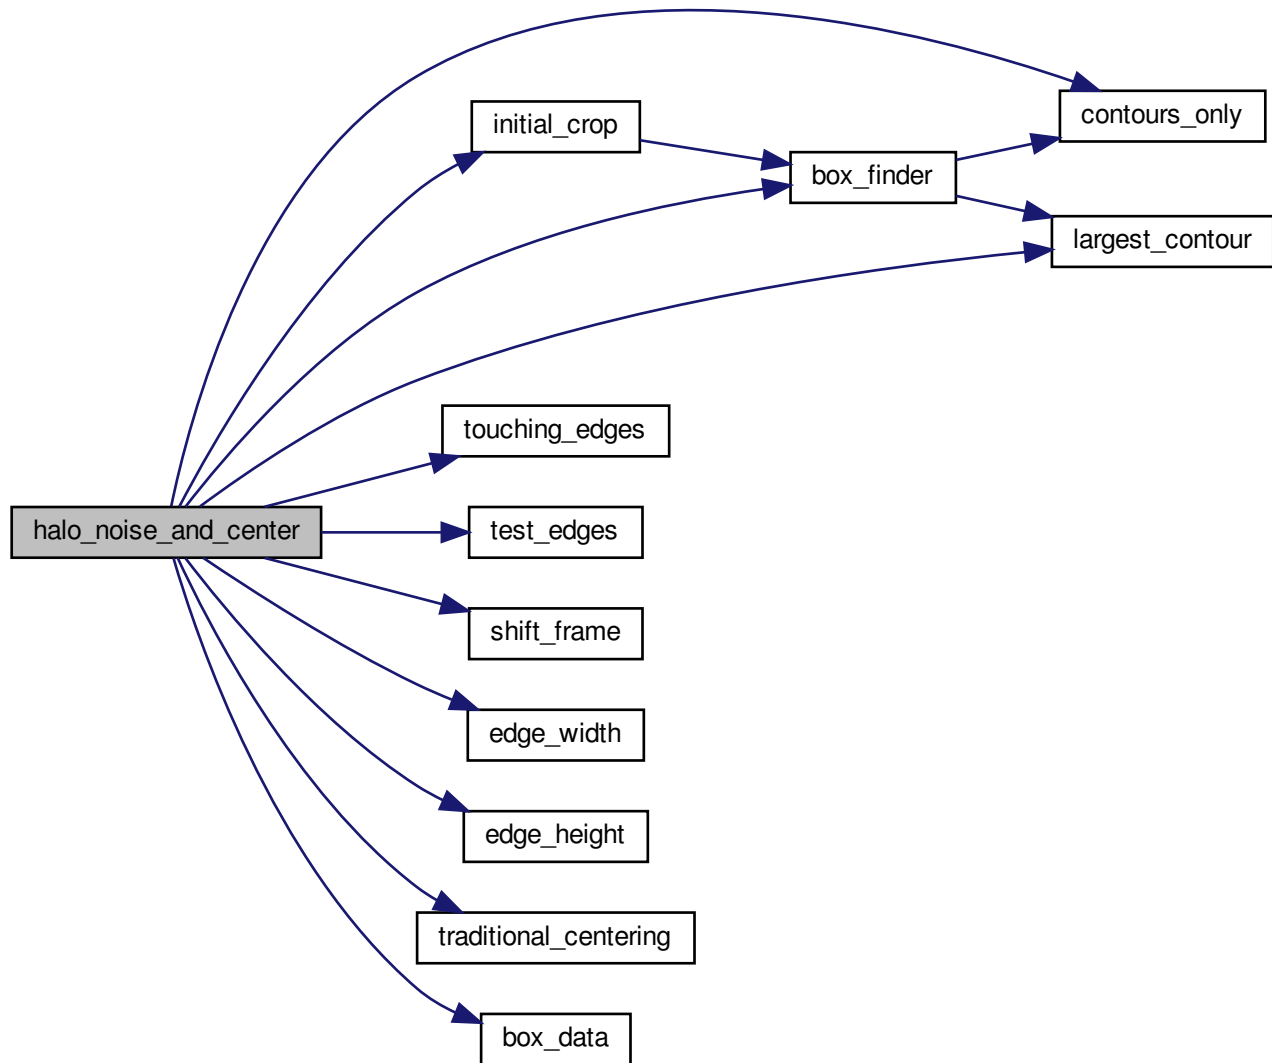 contours_only
initial_crop
box_finder
largest_contour
touching_edges
halo_noise_and_center
test_edges
shift_frame
edge_width
edge_height
traditional_centering
box_data